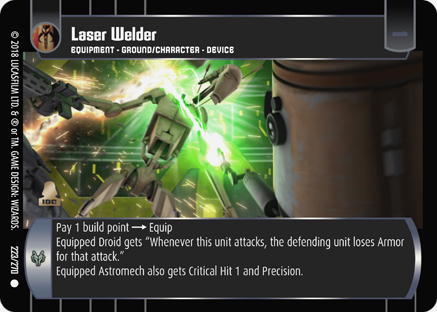 Laser Welder
EQUIPMENT • GROUND/CHARACTER • DEVICE
IDC
Pay 1 build point → Equip
Equipped Droid gets "Whenever this unit attacks, the defending unit loses Armor
for that attack."
Equipped Astromech also gets Critical Hit 1 and Precision.
© 2018 LUCASFILM LTD. & ® or TM. GAME DESIGN: WIZARDS.
223/270